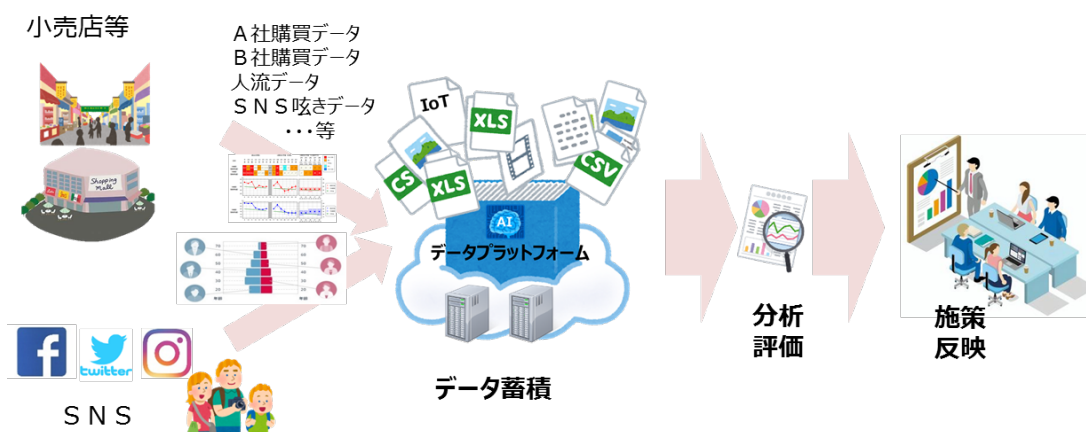 小売店等
A社購買データ
B社購買データ
人流データ
SNS呟きデータ
・・・等
Shopping
Mall
twitter
SNS
IoT
XLS
CS
XLS
CSV
AI
データプラットフォーム
データ蓄積
分析
評価
施策
反映